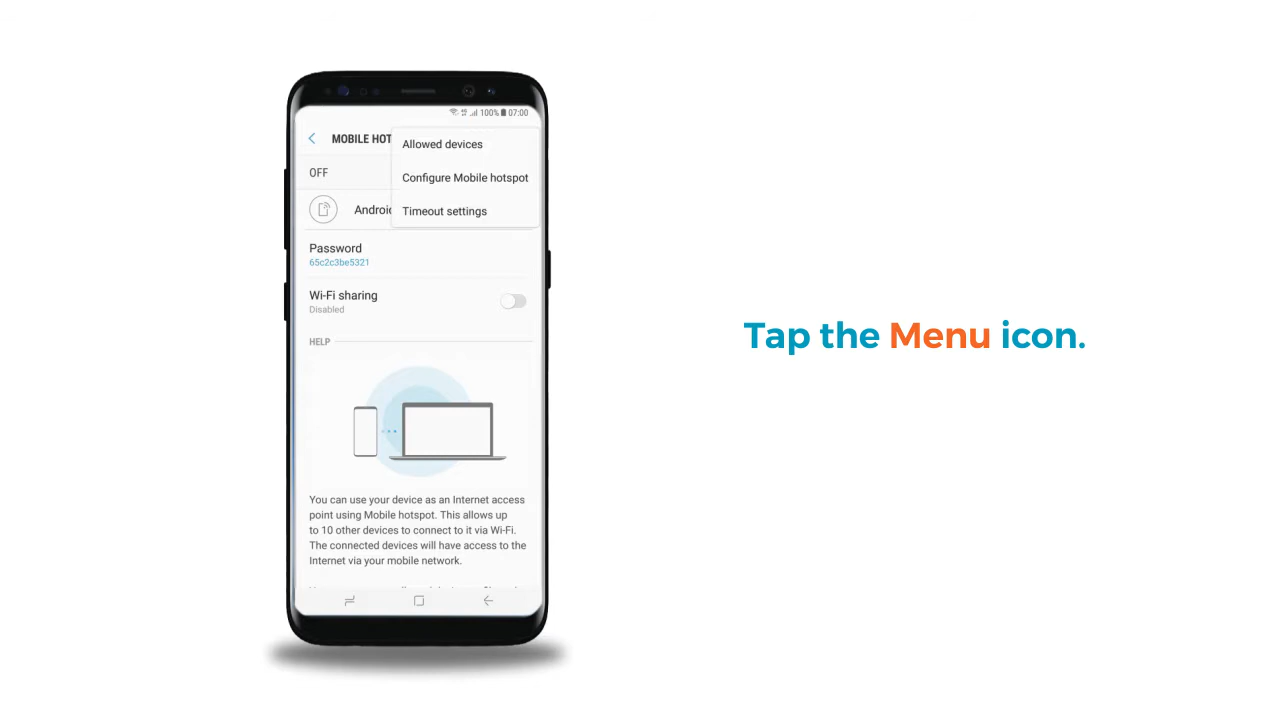 100% 07:00
MOBILE HOT
Allowed devices
OFF
Configure Mobile hotspot
Timeout settings
Password
65c2c3be5321
Wi-Fi sharing
Disabled
HELP
You can use your device as an Internet access
point using Mobile hotspot. This allows up
to 10 other devices to connect to it via Wi-Fi.
The connected devices will have access to the
Internet via your mobile network.
Tap the Menu icon.